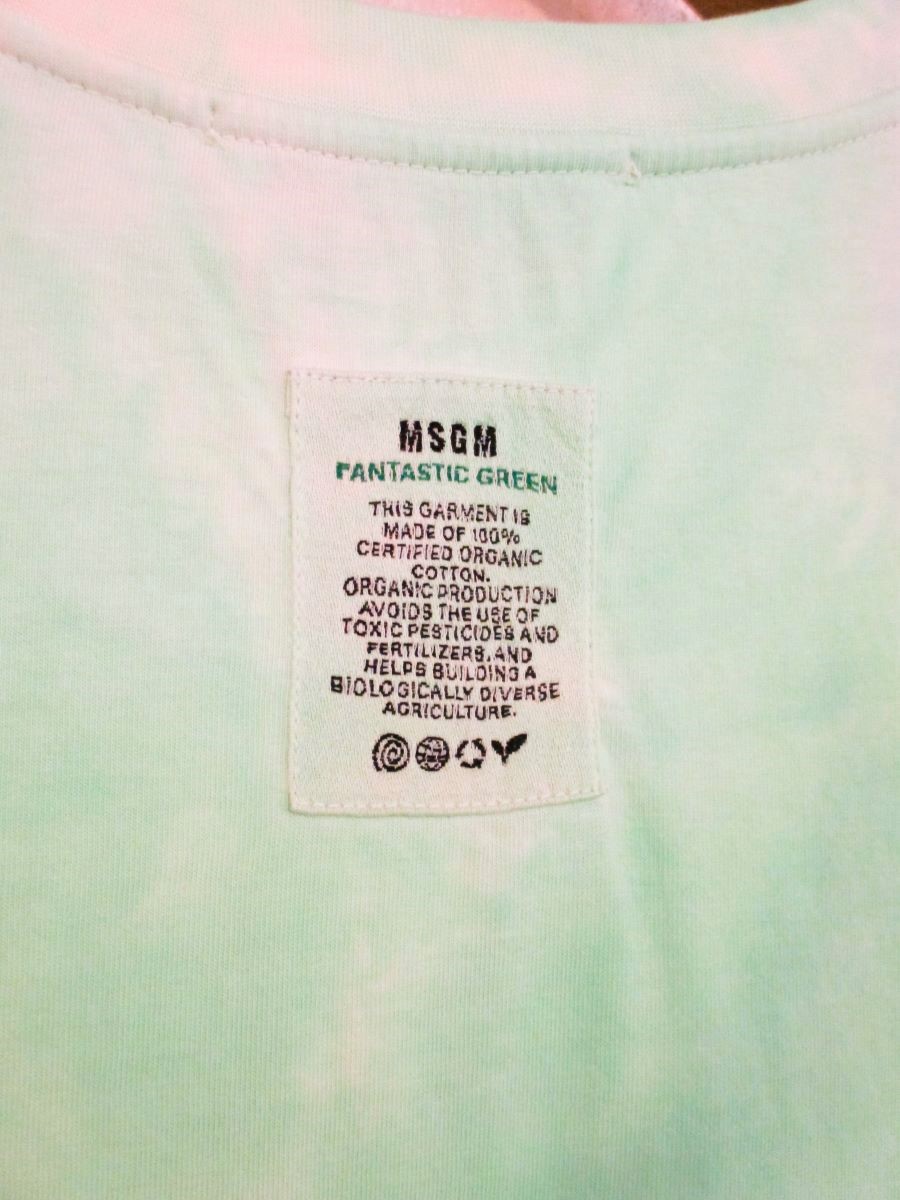 MSGM
FANTASTIC GREEN
THIS GARMENT IS
MADE OF 100%
CERTIFIED ORGANIC
COTTON.
ORGANIC PRODUCTION
AVOIDS THE USE OF
TOXIC PESTICIDES AND
FERTILIZERS, AND
HELPS BUILDING A
BIOLOGICALLY DIVERSE
AGRICULTURE.